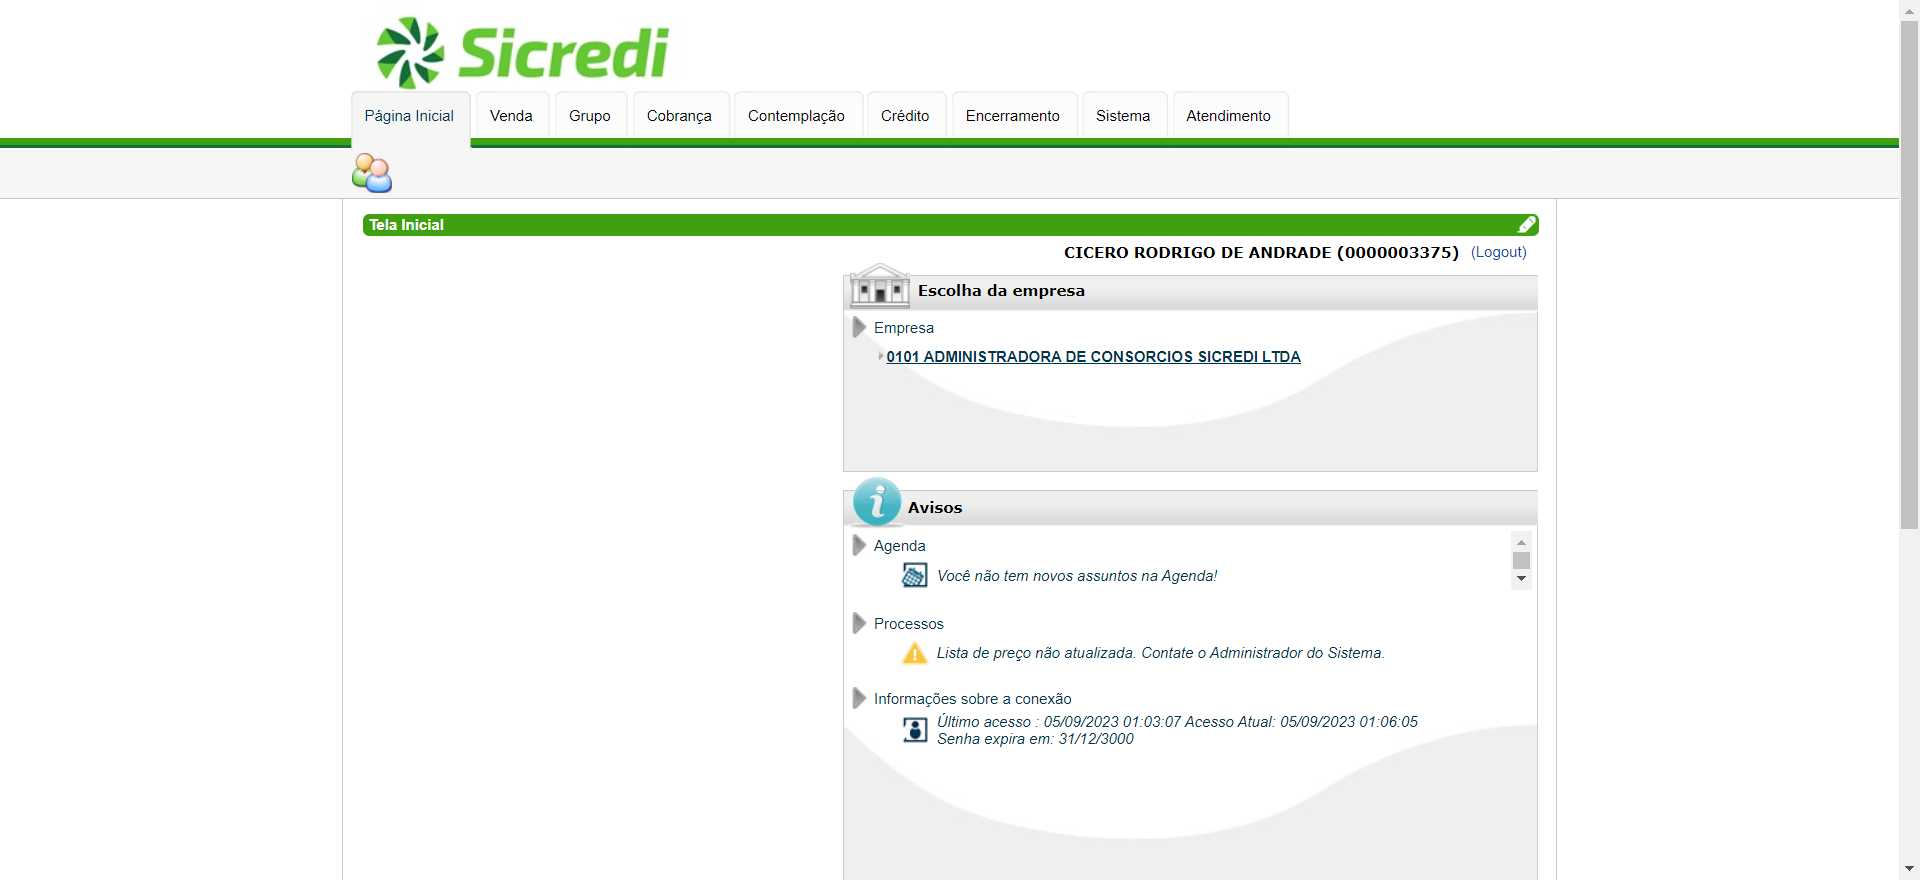 Sicredi
Página Inicial
Venda
Grupo
Cobrança
Contemplação
Crédito
Encerramento
Sistema
Atendimento
Tela Inicial
CICERO RODRIGO DE ANDRADE (0000003375) (Logout)
Escolha da empresa
Empresa
0101 ADMINISTRADORA DE CONSORCIOS SICREDI LTDA
Avisos
Agenda
Você não tem novos assuntos na Agenda!
Processos
Lista de preço não atualizada. Contate o Administrador do Sistema.
Informações sobre a conexão
Último acesso : 05/09/2023 01:03:07 Acesso Atual: 05/09/2023 01:06:05
Senha expira em: 31/12/3000